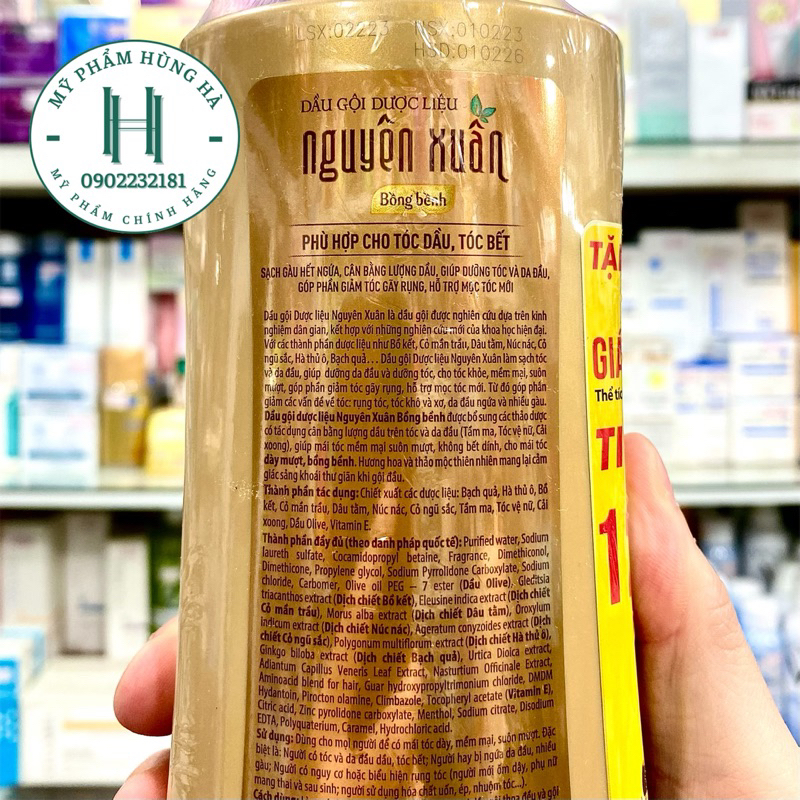 MỸ PHẨM HÙNG HÀ
H
0902232181
MỸ PHẨM CHÍNH HÃNG
LSX:02223 NSX:010223
HSD:010226
DẦU GỘI DƯỢC LIỆU
nguyên xuân
Bồng bềnh
PHÙ HỢP CHO TÓC DẦU, TÓC BẾT
SẠCH GÀU HẾT NGỨA, CÂN BẰNG LƯỢNG DẦU, GIÚP DƯỠNG TÓC VÀ DA ĐẦU,
GÓP PHẦN GIẢM TÓC GÃY RỤNG, HỖ TRỢ MỌC TÓC MỚI
Dầu gội Dược liệu Nguyên Xuân là dầu gội được nghiên cứu dựa trên kinh
nghiệm dân gian, kết hợp với những nghiên cứu mới của khoa học hiện đại.
Với các thành phần dược liệu như Bồ kết, Cỏ mần trầu, Dâu tằm, Núc nác, Cỏ
ngũ sắc, Hà thủ ô, Bạch quả... Dầu gội Dược liệu Nguyên Xuân làm sạch tóc
và da đầu, giúp dưỡng da đầu và dưỡng tóc, cho tóc khỏe, mềm mại, suôn
mượt, góp phần giảm tóc gãy rụng, hỗ trợ mọc tóc mới. Từ đó góp phần
giảm các vấn đề về tóc: rụng tóc, tóc khô và xơ, da đầu ngứa và nhiều gàu.
Dầu gội dược liệu Nguyên Xuân Bồng bềnh được bổ sung các thảo dược
có tác dụng cân bằng lượng dầu trên tóc và da đầu (Tầm ma, Tóc vệ nữ, Cải
xoong), giúp mái tóc mềm mại suôn mượt, không bết dính, cho mái tóc
dày mượt, bồng bềnh. Hương hoa và thảo mộc thiên nhiên mang lại cảm
giác sảng khoái thư giãn khi gội đầu.
Thành phần tác dụng: Chiết xuất các dược liệu: Bạch quả, Hà thủ ô, Bồ
kết, Cỏ mần trầu, Dâu tằm, Núc nác, Cỏ ngũ sắc, Tầm ma, Tóc vệ nữ, Cải
xoong, Dầu Olive, Vitamin E.
Thành phần đầy đủ (theo danh pháp quốc tế): Purified water, Sodium
laureth sulfate, Cocamidopropyl betaine, Fragrance, Dimethiconol,
Dimethicone, Propylene glycol, Sodium Pyrrolidone Carboxylate, Sodium
chloride, Carbomer, Olive oil PEG – 7 ester (Dầu Olive), Gleditsia
triacanthos extract (Dịch chiết Bồ kết), Eleusine indica extract (Dịch chiết
Cỏ mần trầu), Morus alba extract (Dịch chiết Dâu tằm), Oroxylum
indicum extract (Dịch chiết Núc nác), Ageratum conyzoides extract (Dịch
chiết Cỏ ngũ sắc), Polygonum multiflorum extract (Dịch chiết Hà thủ ô),
Ginkgo biloba extract (Dịch chiết Bạch quả), Urtica Dioica extract,
Adiantum Capillus Veneris Leaf Extract, Nasturtium Officinale Extract,
Aminoacid blend for hair, Guar hydroxypropyltrimonium chloride, DMDM
Hydantoin, Pirocton olamine, Climbazole, Tocopheryl acetate (Vitamin E),
Citric acid, Zinc pyrolidone carboxylate, Menthol, Sodium citrate, Disodium
EDTA, Polyquaterium, Caramel, Hydrochloric acid.
Sử dụng: Dùng cho mọi người để có mái tóc dày, mềm mại, suôn mượt. Đặc
biệt là: Người có tóc và da đầu dầu, tóc bết; Người hay bị ngứa da đầu, nhiều
gàu; Người có nguy cơ hoặc biểu hiện rụng tóc (người mới ốm dậy, phụ nữ
mang thai và sau sinh; người sử dụng hóa chất uốn, ép, nhuộm tóc...).
Cách dùng:
TẶ
GIẢ
Thể tíc
TI
1